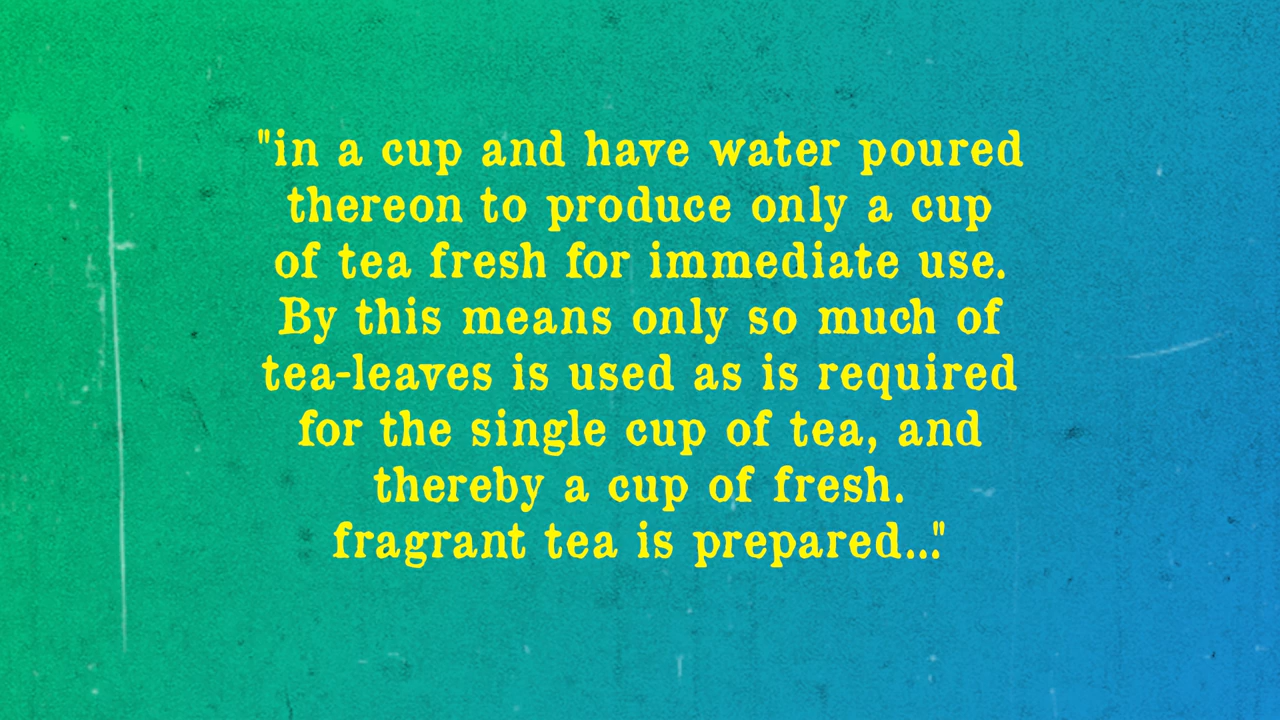 "in a cup and have water poured
thereon to produce only a cup
of tea fresh for immediate use.
By this means only so much of
tea-leaves is used as is required
for the single cup of tea, and
thereby a cup of fresh.
fragrant tea is prepared..."